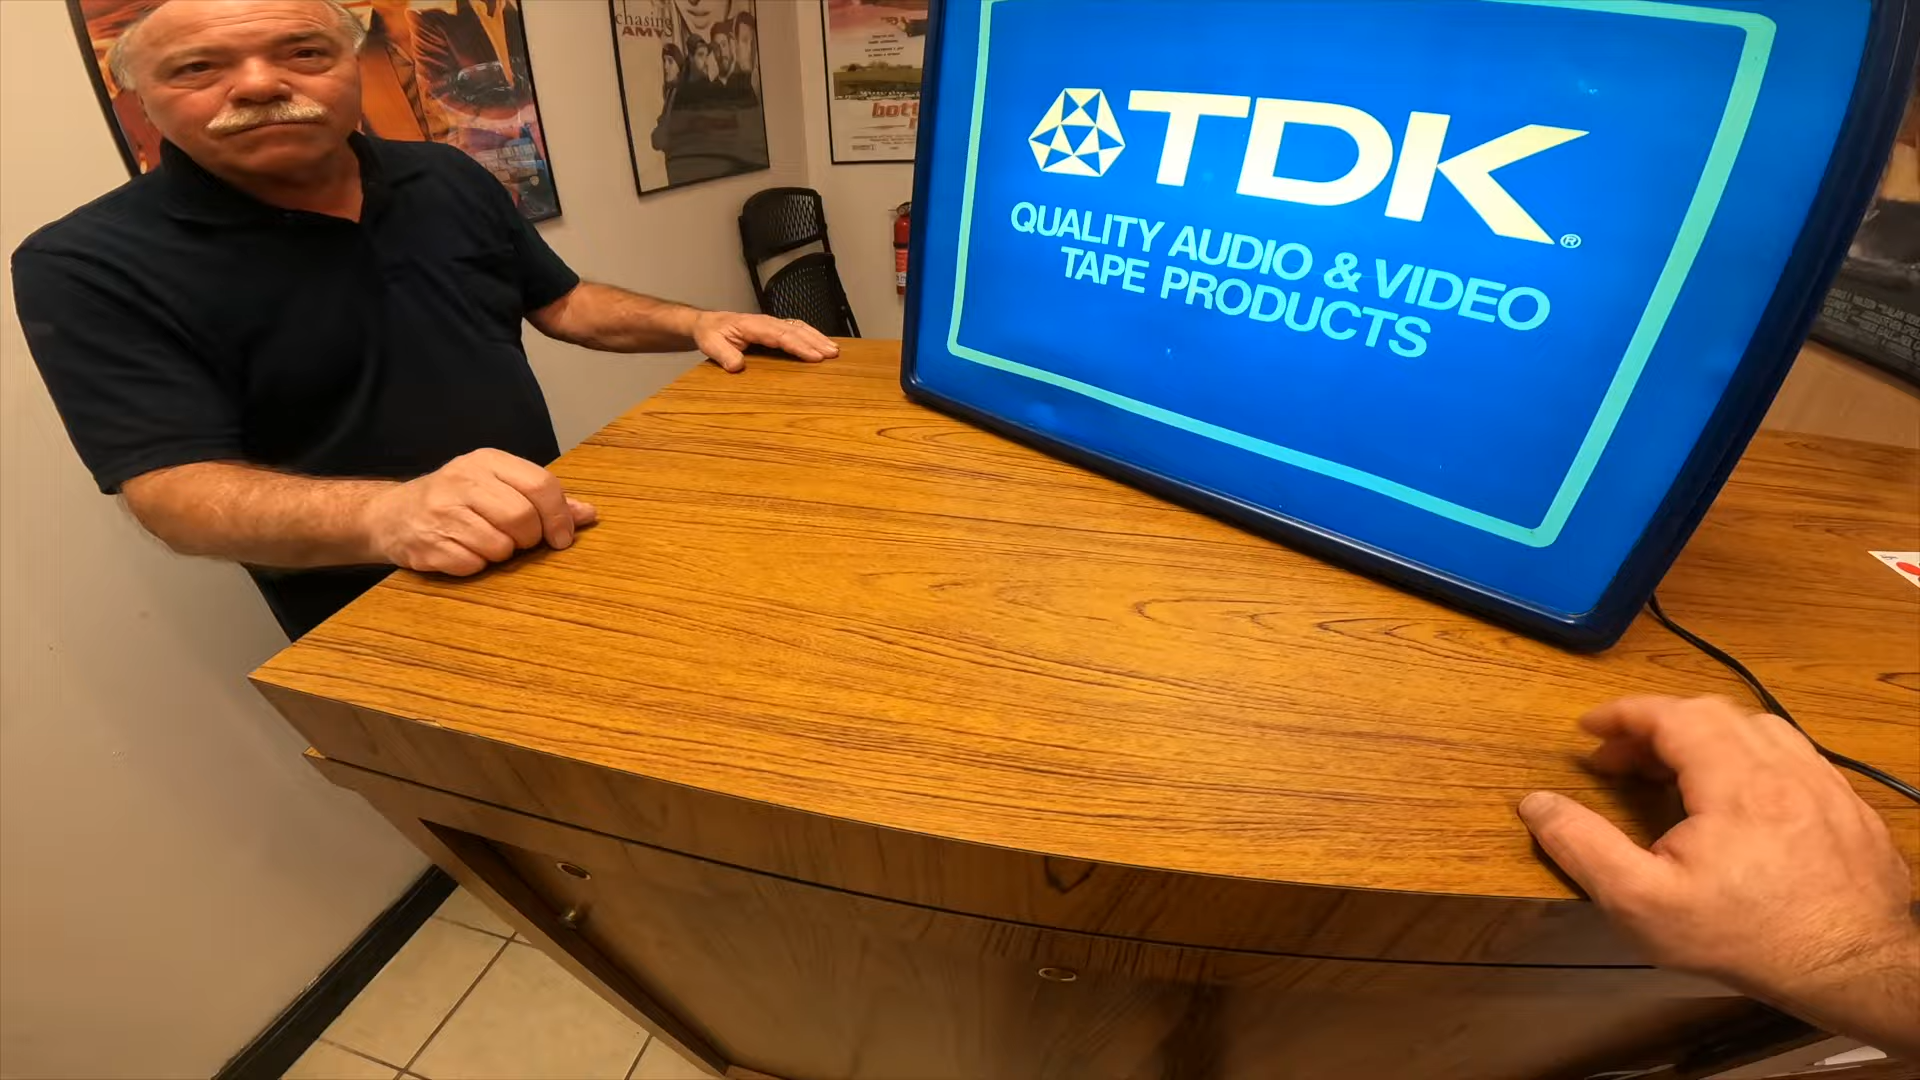 chasing
AMY
TDK®
QUALITY AUDIO & VIDEO
TAPE PRODUCTS